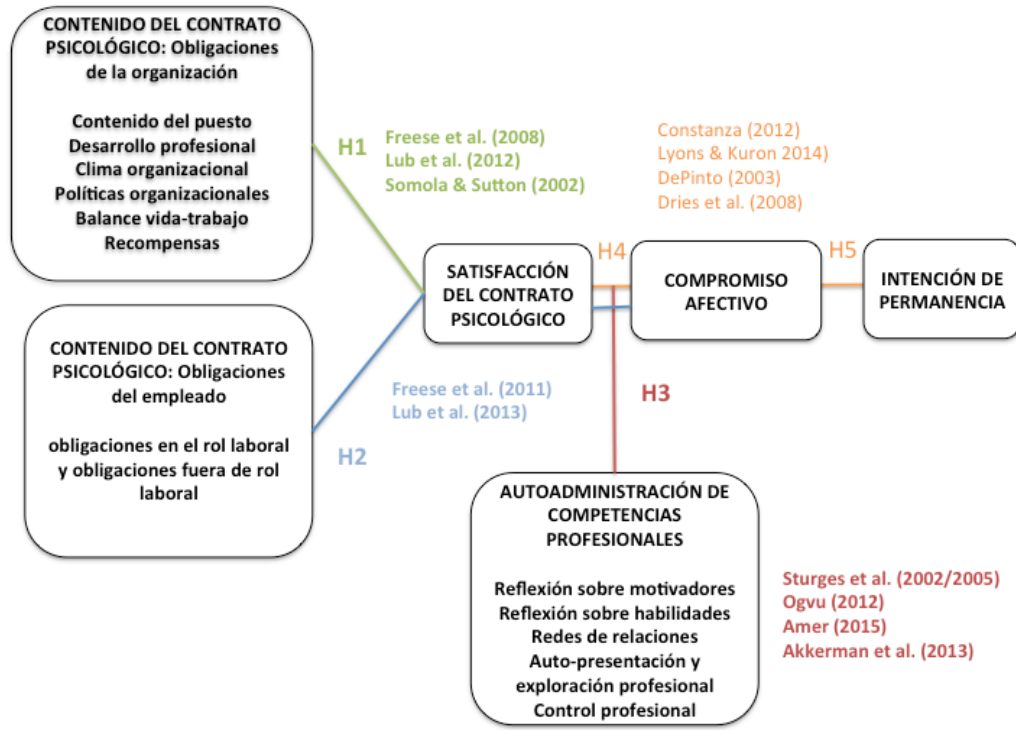 CONTENIDO DEL CONTRATO
PSICOLÓGICO: Obligaciones
de la organización
Contenido del puesto
Desarrollo profesional
Clima organizacional
Políticas organizacionales
Balance vida-trabajo
Recompensas
H1
Freese et al. (2008)
Lub et al. (2012)
Somola & Sutton (2002)
Constanza (2012)
Lyons & Kuron 2014)
DePinto (2003)
Dries et al. (2008)
SATISFACCIÓN
DEL CONTRATO
PSICOLÓGICO
H4
COMPROMISO
AFECTIVO
H5
INTENCIÓN DE
PERMANENCIA
CONTENIDO DEL CONTRATO
PSICOLÓGICO: Obligaciones
del empleado
obligaciones en el rol laboral
y obligaciones fuera de rol
laboral
H2
Freese et al. (2011)
Lub et al. (2013)
H3
AUTOADMINISTRACIÓN DE
COMPETENCIAS
PROFESIONALES
Reflexión sobre motivadores
Reflexión sobre habilidades
Redes de relaciones
Auto-presentación y
exploración profesional
Control profesional
Sturges et al. (2002/2005)
Ogvu (2012)
Amer (2015)
Akkerman et al. (2013)